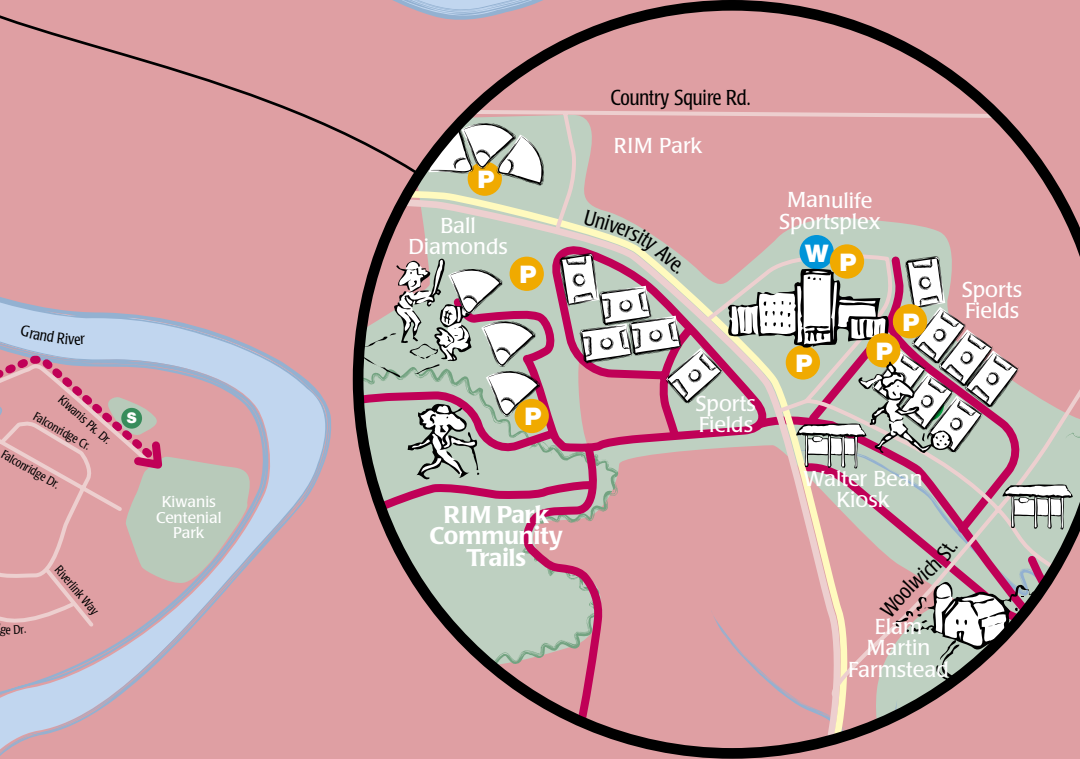 Country Squire Rd.
RIM Park
P
Manulife
Sportsplex
University Ave.
Ball
Diamonds
W
P
P
Sports
Fields
P
P
P
Grand River
Kiwanis Pk. Dr.
S
Falconridge Cr.
Falconridge Dr.
Sports
Fields
P
Kiwanis
Centenial
Park
Walter Bean
Kiosk
RIM Park
Community
Trails
Riverlink Way
Woolwich St.
ge Dr.
Elam
Martin
Farmstead